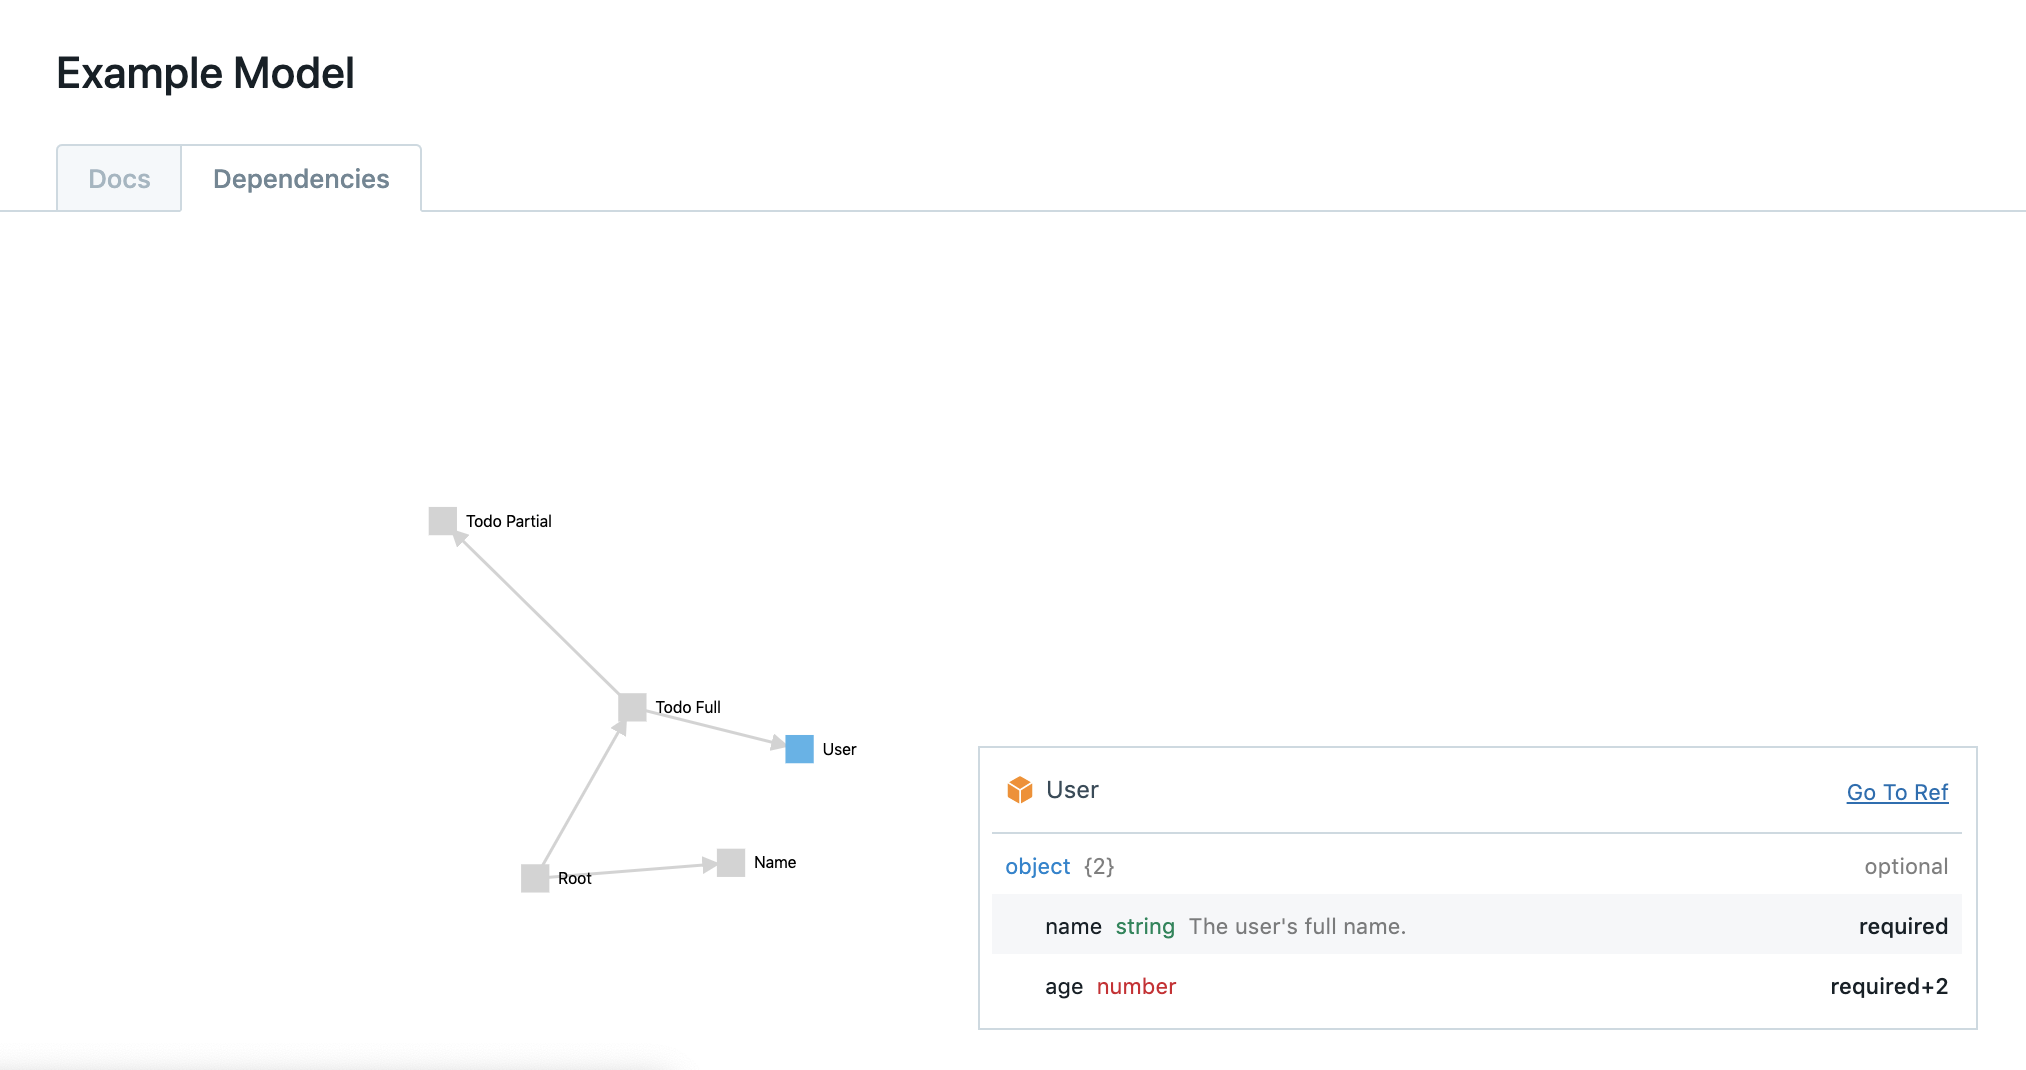 Example Model
Docs
Dependencies
Todo Partial
Todo Full
User
Name
Root
User
Go To Ref
object {2} optional
name string The user's full name. required
age number required+2